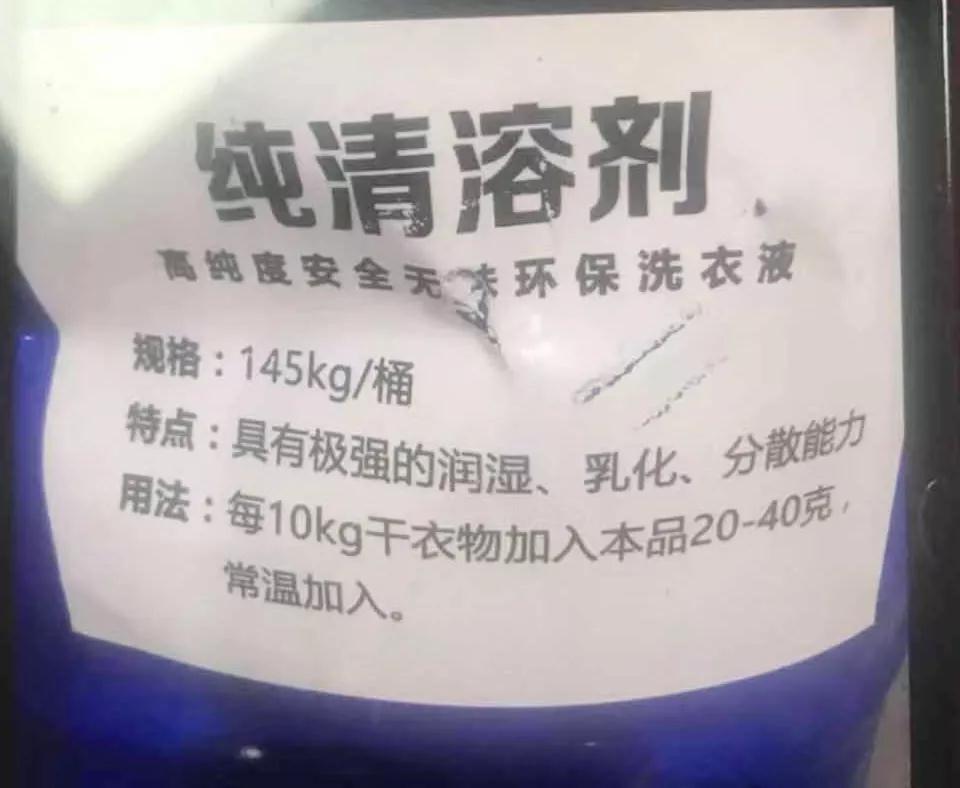 纯清溶剂
高纯度安全无味环保洗衣液
规格：145kg/桶
特点：具有极强的润湿、乳化、分散能力
用法：每10kg干衣物加入本品20-40克，
常温加入。